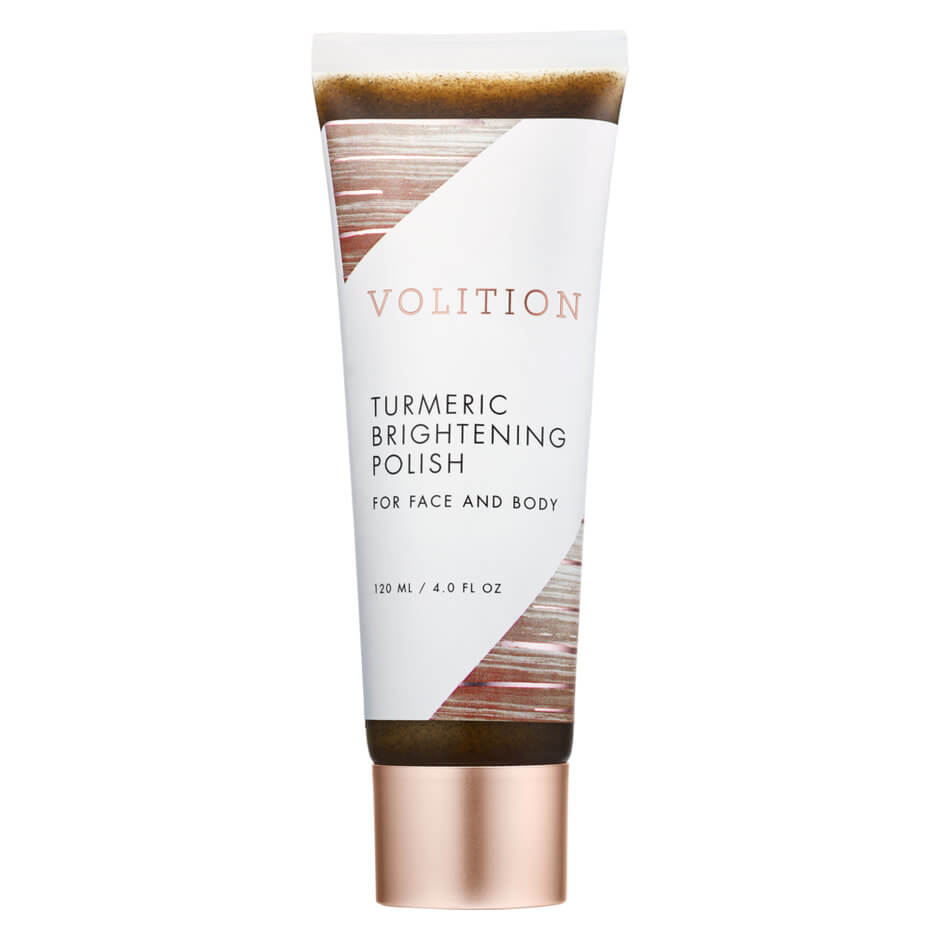 VOLITION
TURMERIC
BRIGHTENING
POLISH
FOR FACE AND BODY
120 ML / 4.0 FL OZ